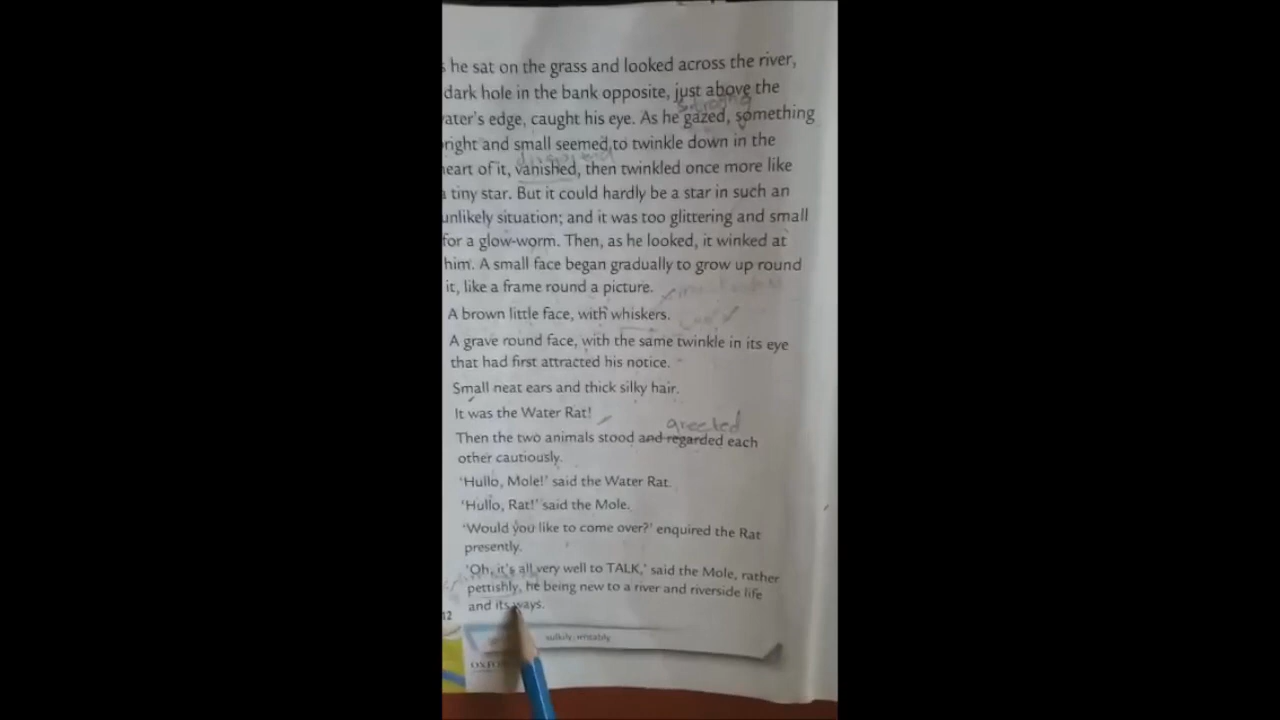 he sat on the grass and looked across the river,
dark hole in the bank opposite, just above the
ater's edge, caught his eye. As he gazed, something
right and small seemed to twinkle down in the
eart of it, vanished, then twinkled once more like
a tiny star. But it could hardly be a star in such an
unlikely situation; and it was too glittering and small
for a glow-worm. Then, as he looked, it winked at
him. A small face began gradually to grow up round
it, like a frame round a picture.
A brown little face, with whiskers.
A grave round face, with the same twinkle in its eye
that had first attracted his notice.
Small neat ears and thick silky hair.
It was the Water Rat!
greeted
Then the two animals stood and regarded each
other cautiously.
'Hullo, Mole!' said the Water Rat.
'Hullo, Rat!' said the Mole.
'Would you like to come over?' enquired the Rat
presently.
'Oh, it's all very well to TALK,' said the Mole, rather
pettishly, he being new to a river and riverside life
and its ways.
12
sulkily, irritably